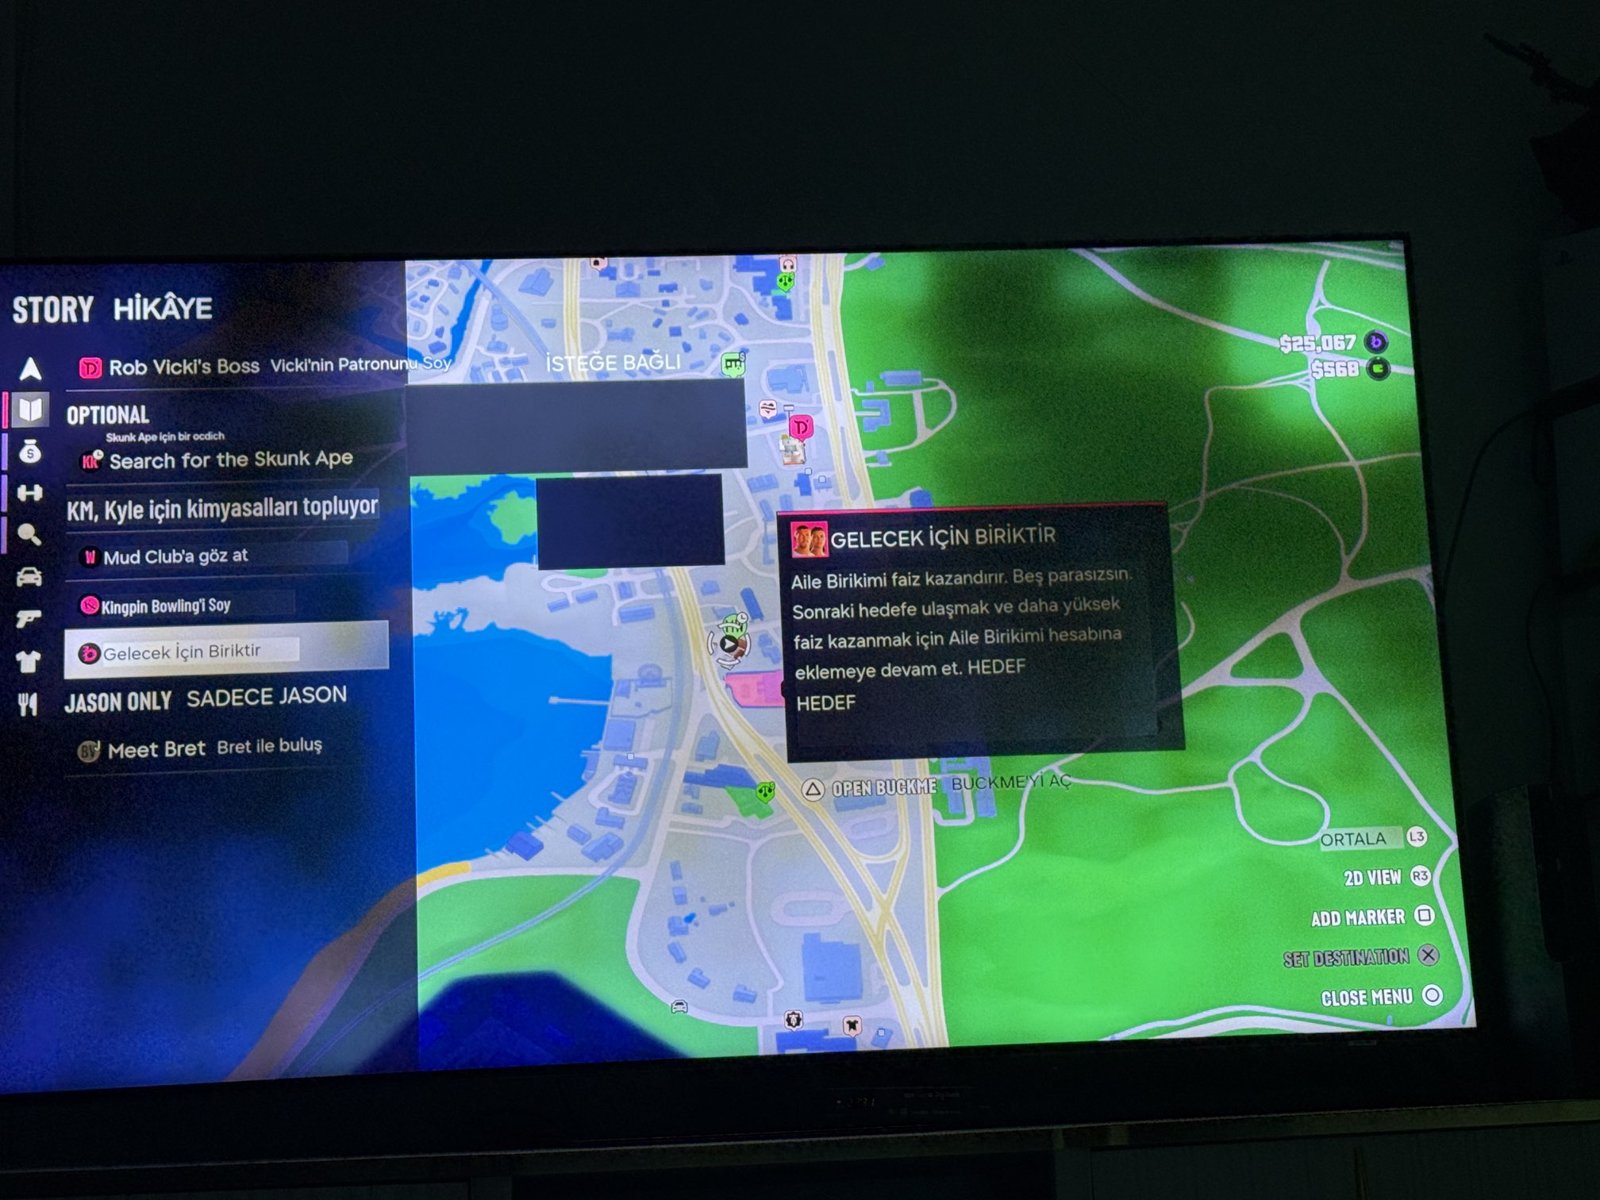 STORY HİKÂYE
Rob Vicki's Boss Vicki'nin Patronunu Soy
İSTEĞE BAĞLI
OPTIONAL
Skunk Ape için bir ocdich
Search for the Skunk Ape
KM, Kyle için kimyasalları topluyor
Mud Club'a göz at
Kingpin Bowling'i Soy
Gelecek İçin Biriktir
JASON ONLY SADECE JASON
Meet Bret Bret ile buluş
$25,067
$568
GELECEK İÇİN BİRİKTİR
Aile Birikimi faiz kazandırır. Beş parasızsın.
Sonraki hedefe ulaşmak ve daha yüksek
faiz kazanmak için Aile Birikimi hesabına
eklemeye devam et. HEDEF
HEDEF
OPEN BUCKME BUCKME'Yİ AÇ
ORTALA L3
2D VIEW R3
ADD MARKER
SET DESTINATION
CLOSE MENU